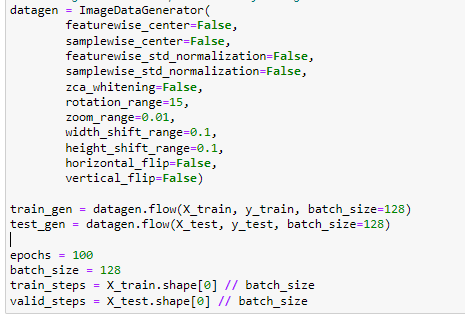 datagen = ImageDataGenerator(
featurewise_center=False,
samplewise_center=False,
featurewise_std_normalization=False,
samplewise_std_normalization=False,
zca_whitening=False,
rotation_range=15,
zoom_range=0.01,
width_shift_range=0.1,
height_shift_range=0.1,
horizontal_flip=False,
vertical_flip=False)
train_gen = datagen.flow(X_train, y_train, batch_size=128)
test_gen = datagen.flow(X_test, y_test, batch_size=128)
epochs = 100
batch_size = 128
train_steps = X_train.shape[0] // batch_size
valid_steps = X_test.shape[0] // batch_size